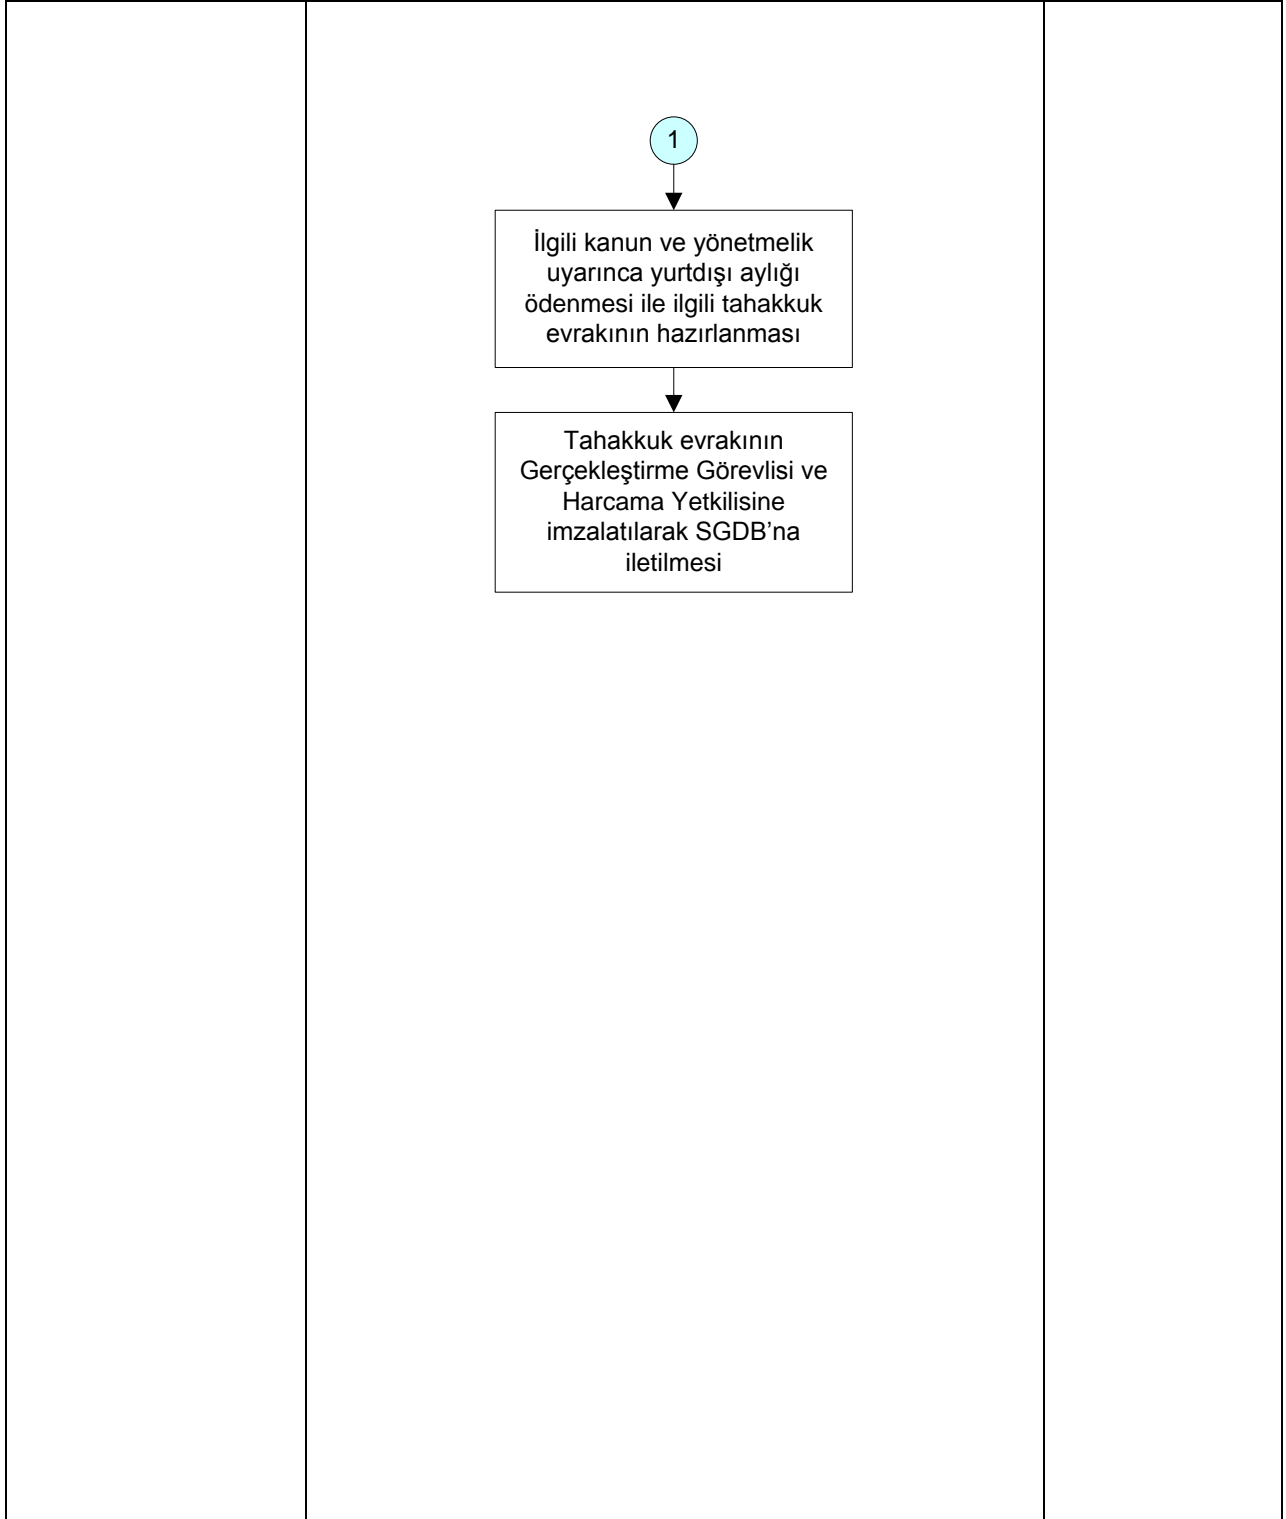 1
İlgili kanun ve yönetmelik
uyarınca yurtdışı aylığı
ödenmesi ile ilgili tahakkuk
evrakının hazırlanması
Tahakkuk evrakının
Gerçekleştirme Görevlisi ve
Harcama Yetkilisine
imzalatılarak SGDB’na
iletilmesi